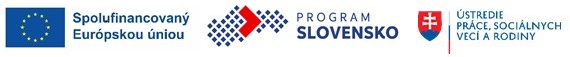 Spolufinancovaný
Európskou úniou
PROGRAM
SLOVENSKO
ÚSTREDIE
PRÁCE, SOCIÁLNYCH
VECÍ A RODINY